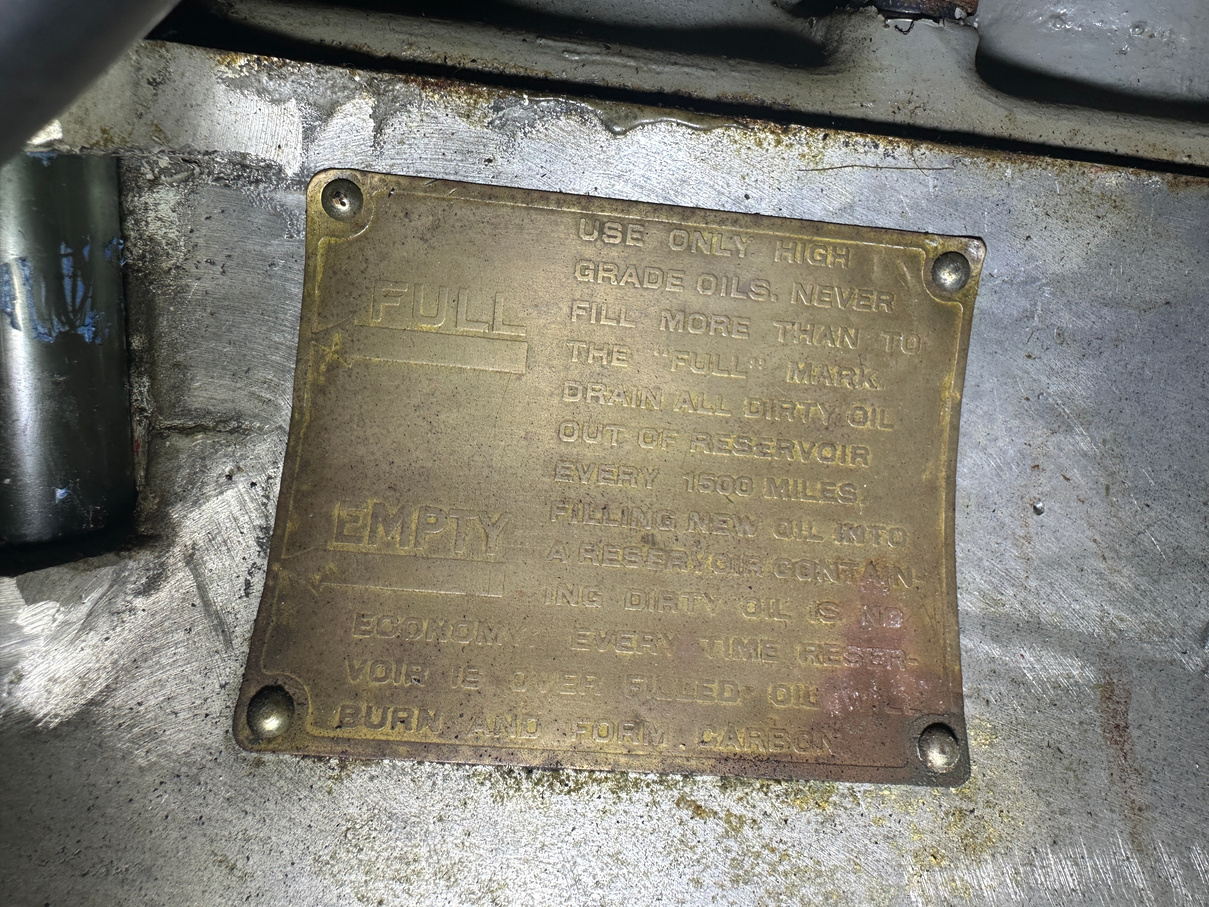 USE ONLY HIGH
GRADE OILS. NEVER
FILL MORE THAN TO
THE "FULL" MARK
DRAIN ALL DIRTY OIL
OUT OF RESERVOIR
EVERY 1500 MILES.
FILLING NEW OIL INTO
A RESERVOIR CONTAIN-
ING DIRTY OIL IS NO
ECONOMY. EVERY TIME RESER-
VOIR IS OVER FILLED OIL WILL
BURN AND FORM CARBON.
FULL
EMPTY